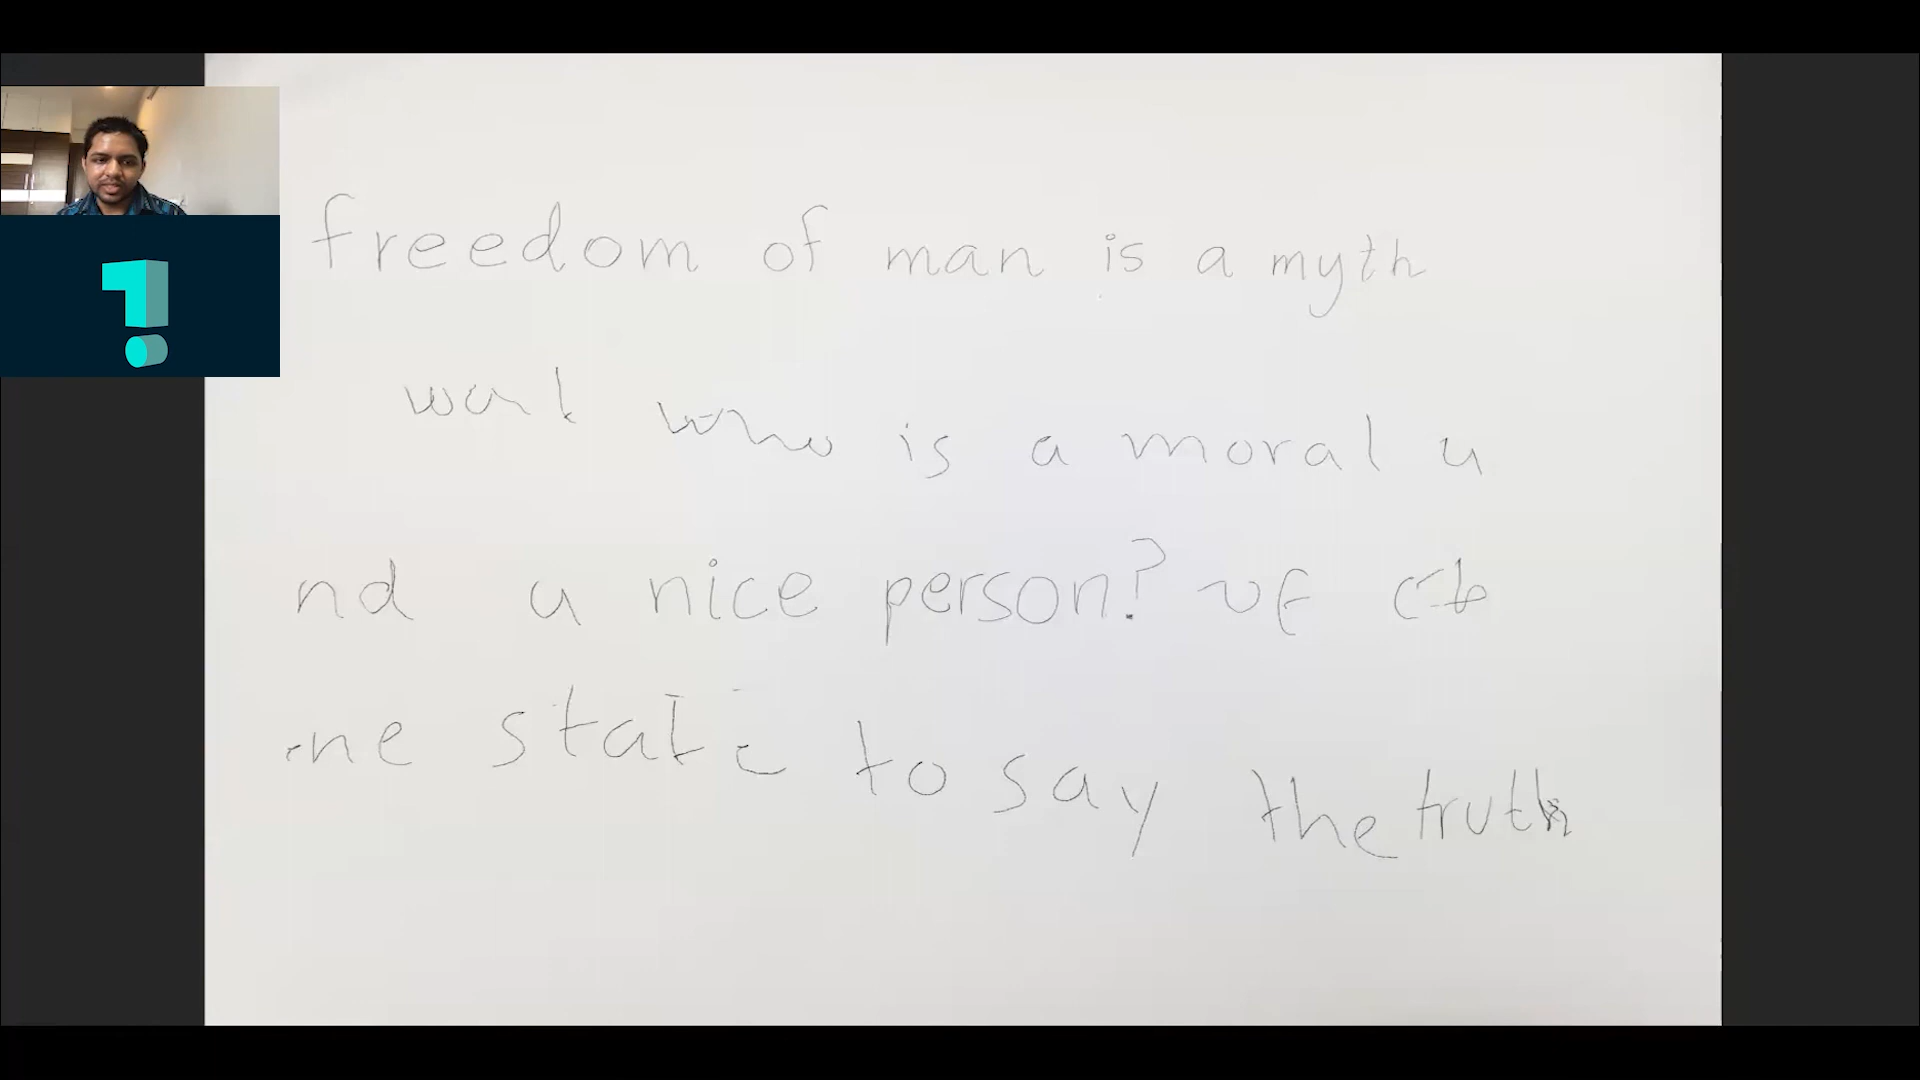 freedom of man is a myth
who is a moral u
nd u nice person?
ne state to say the truth